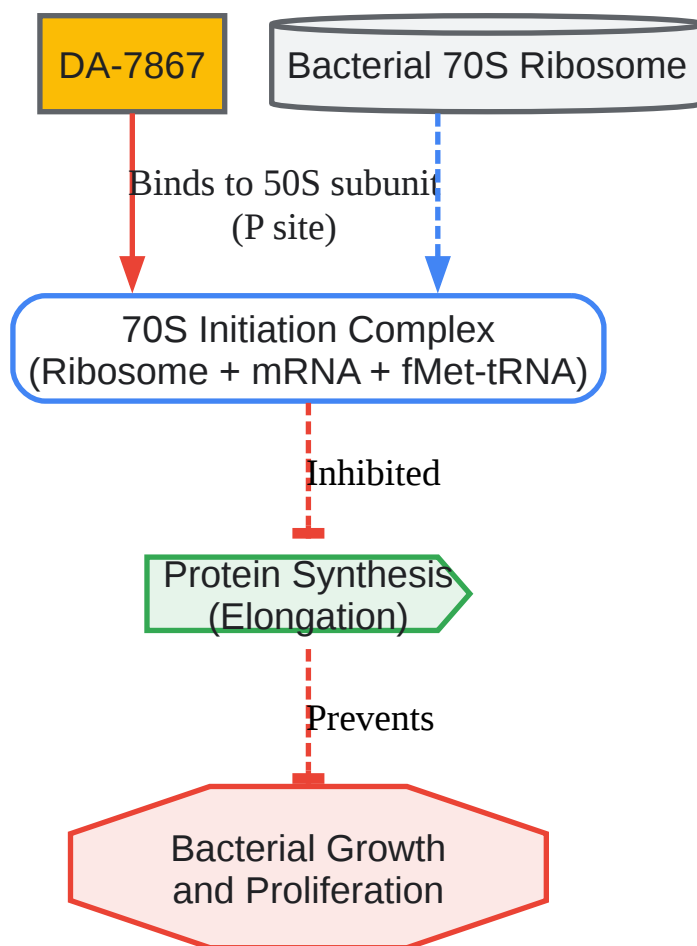 DA-7867
Bacterial 70S Ribosome
Binds to 50S subunit
(P site)
70S Initiation Complex
(Ribosome + mRNA + fMet-tRNA)
Inhibited
Protein Synthesis
(Elongation)
Prevents
Bacterial Growth
and Proliferation